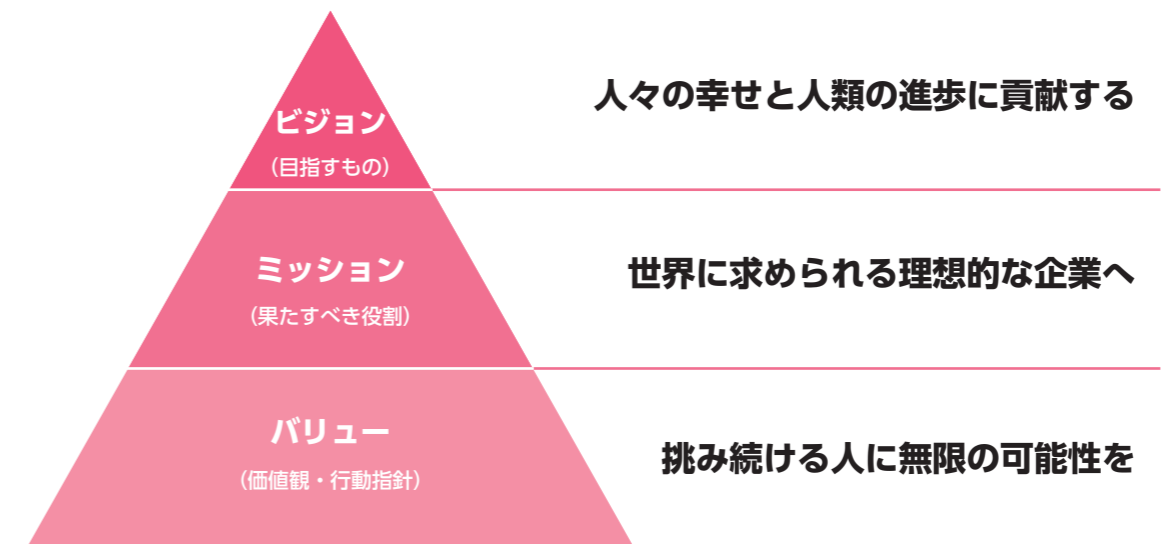 ビジョン
(目指すもの)
人々の幸せと人類の進歩に貢献する
ミッション
(果たすべき役割)
世界に求められる理想的な企業へ
バリュー
(価値観・行動指針)
挑み続ける人に無限の可能性を